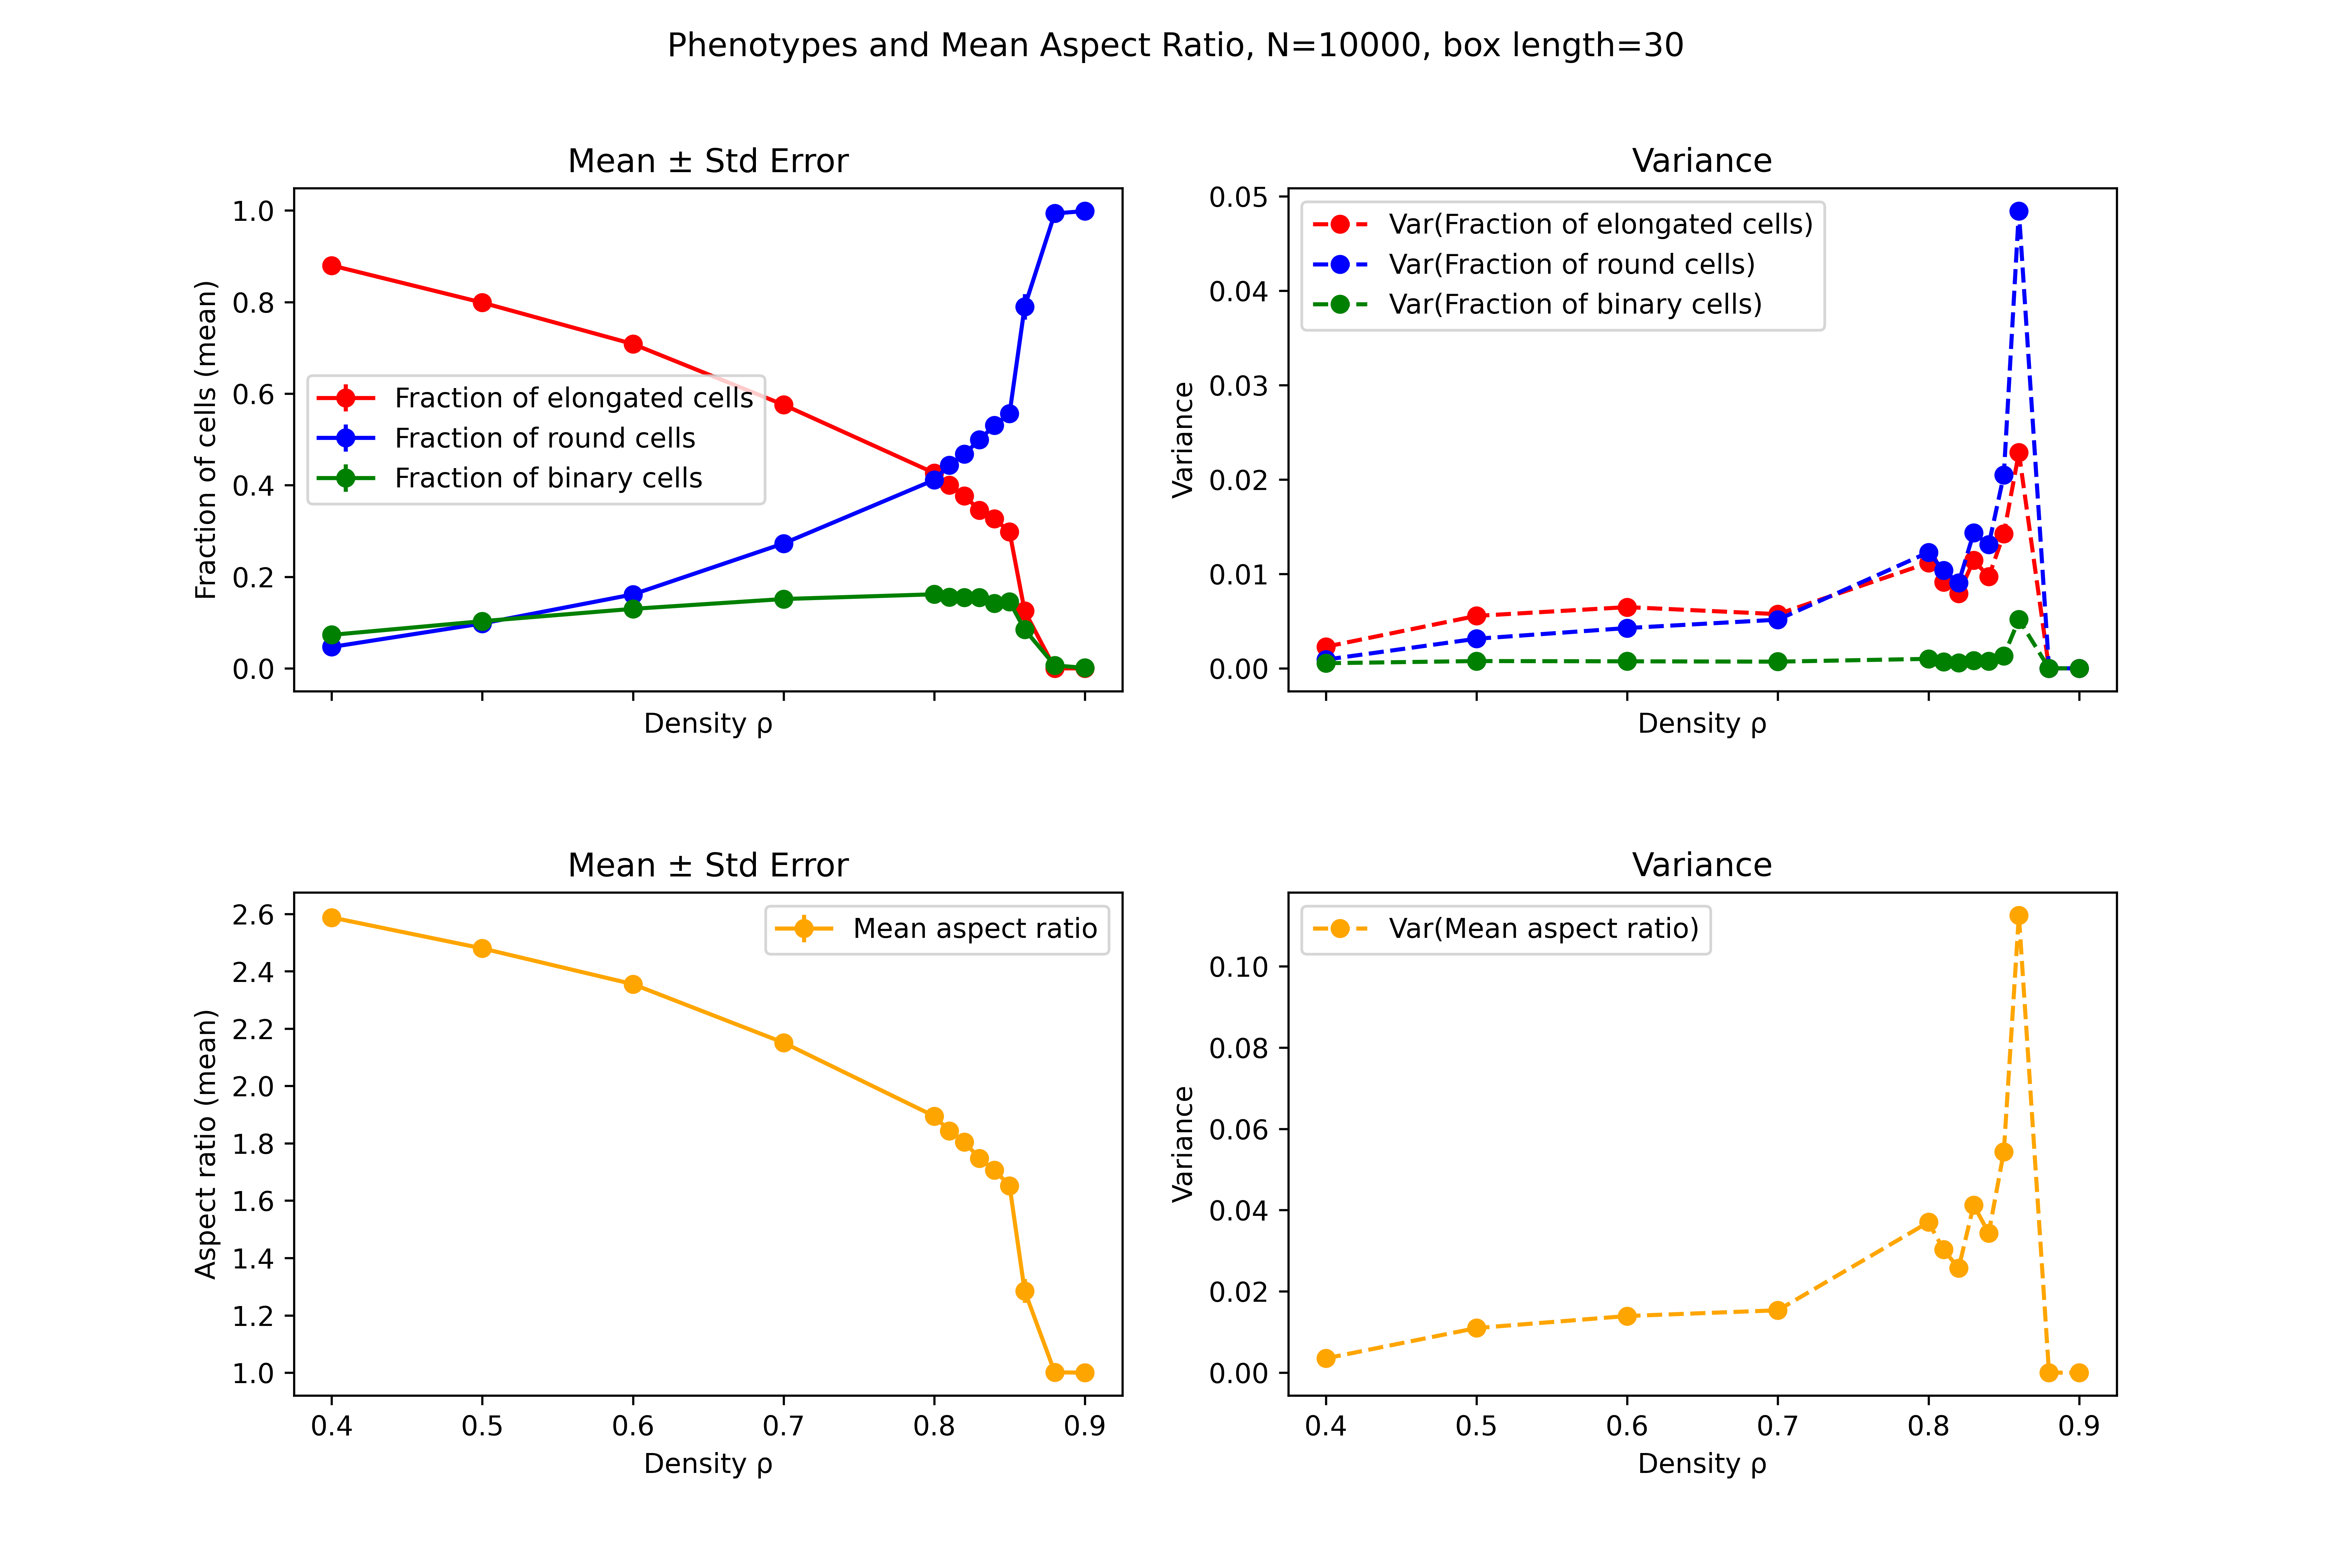 Phenotypes and Mean Aspect Ratio, N=10000, box length=30
Mean ± Std Error
Fraction of cells (mean)
1.0
0.8
0.6
0.4
0.2
0.0
Fraction of elongated cells
Fraction of round cells
Fraction of binary cells
Density ρ
Variance
Variance
0.05
0.04
0.03
0.02
0.01
0.00
Var(Fraction of elongated cells)
Var(Fraction of round cells)
Var(Fraction of binary cells)
Density ρ
Mean ± Std Error
Aspect ratio (mean)
2.6
2.4
2.2
2.0
1.8
1.6
1.4
1.2
1.0
Mean aspect ratio
0.4 0.5 0.6 0.7 0.8 0.9
Density ρ
Variance
Variance
0.10
0.08
0.06
0.04
0.02
0.00
Var(Mean aspect ratio)
0.4 0.5 0.6 0.7 0.8 0.9
Density ρ